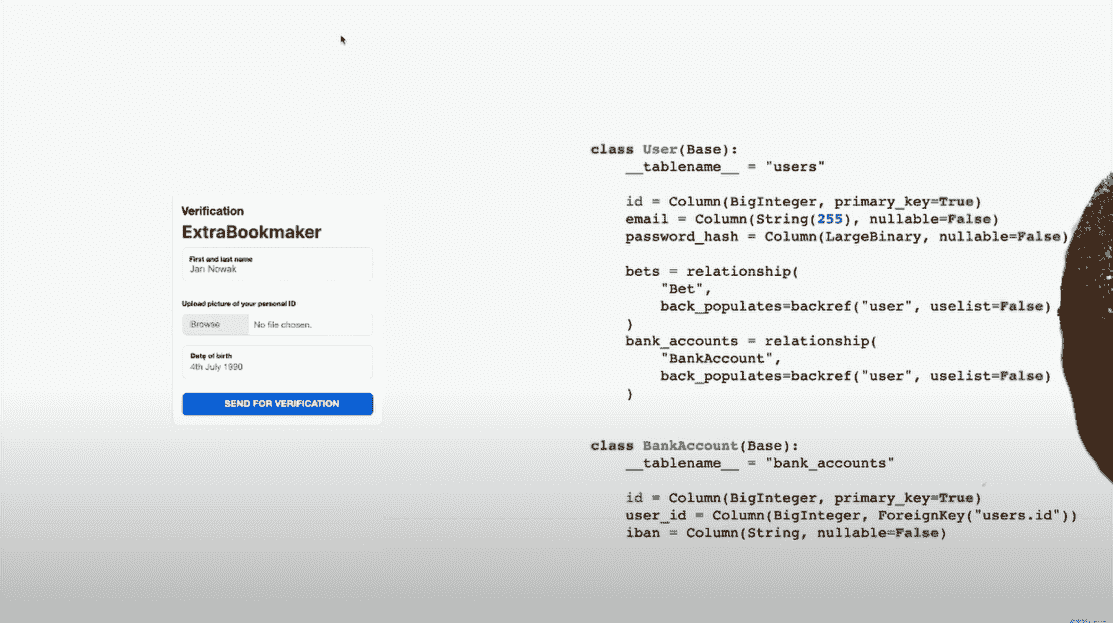 Verification
ExtraBookmaker
First and last name
Jan Nowak
Upload picture of your personal ID
Browse No file chosen.
Date of birth
4th July 1990
SEND FOR VERIFICATION
class User(Base):
__tablename__ = "users"
id = Column(BigInteger, primary_key=True)
email = Column(String(255), nullable=False)
password_hash = Column(LargeBinary, nullable=False)
bets = relationship(
"Bet",
back_populates=backref("user", uselist=False)
)
bank_accounts = relationship(
"BankAccount",
back_populates=backref("user", uselist=False)
)
class BankAccount(Base):
__tablename__ = "bank_accounts"
id = Column(BigInteger, primary_key=True)
user_id = Column(BigInteger, ForeignKey("users.id"))
iban = Column(String, nullable=False)